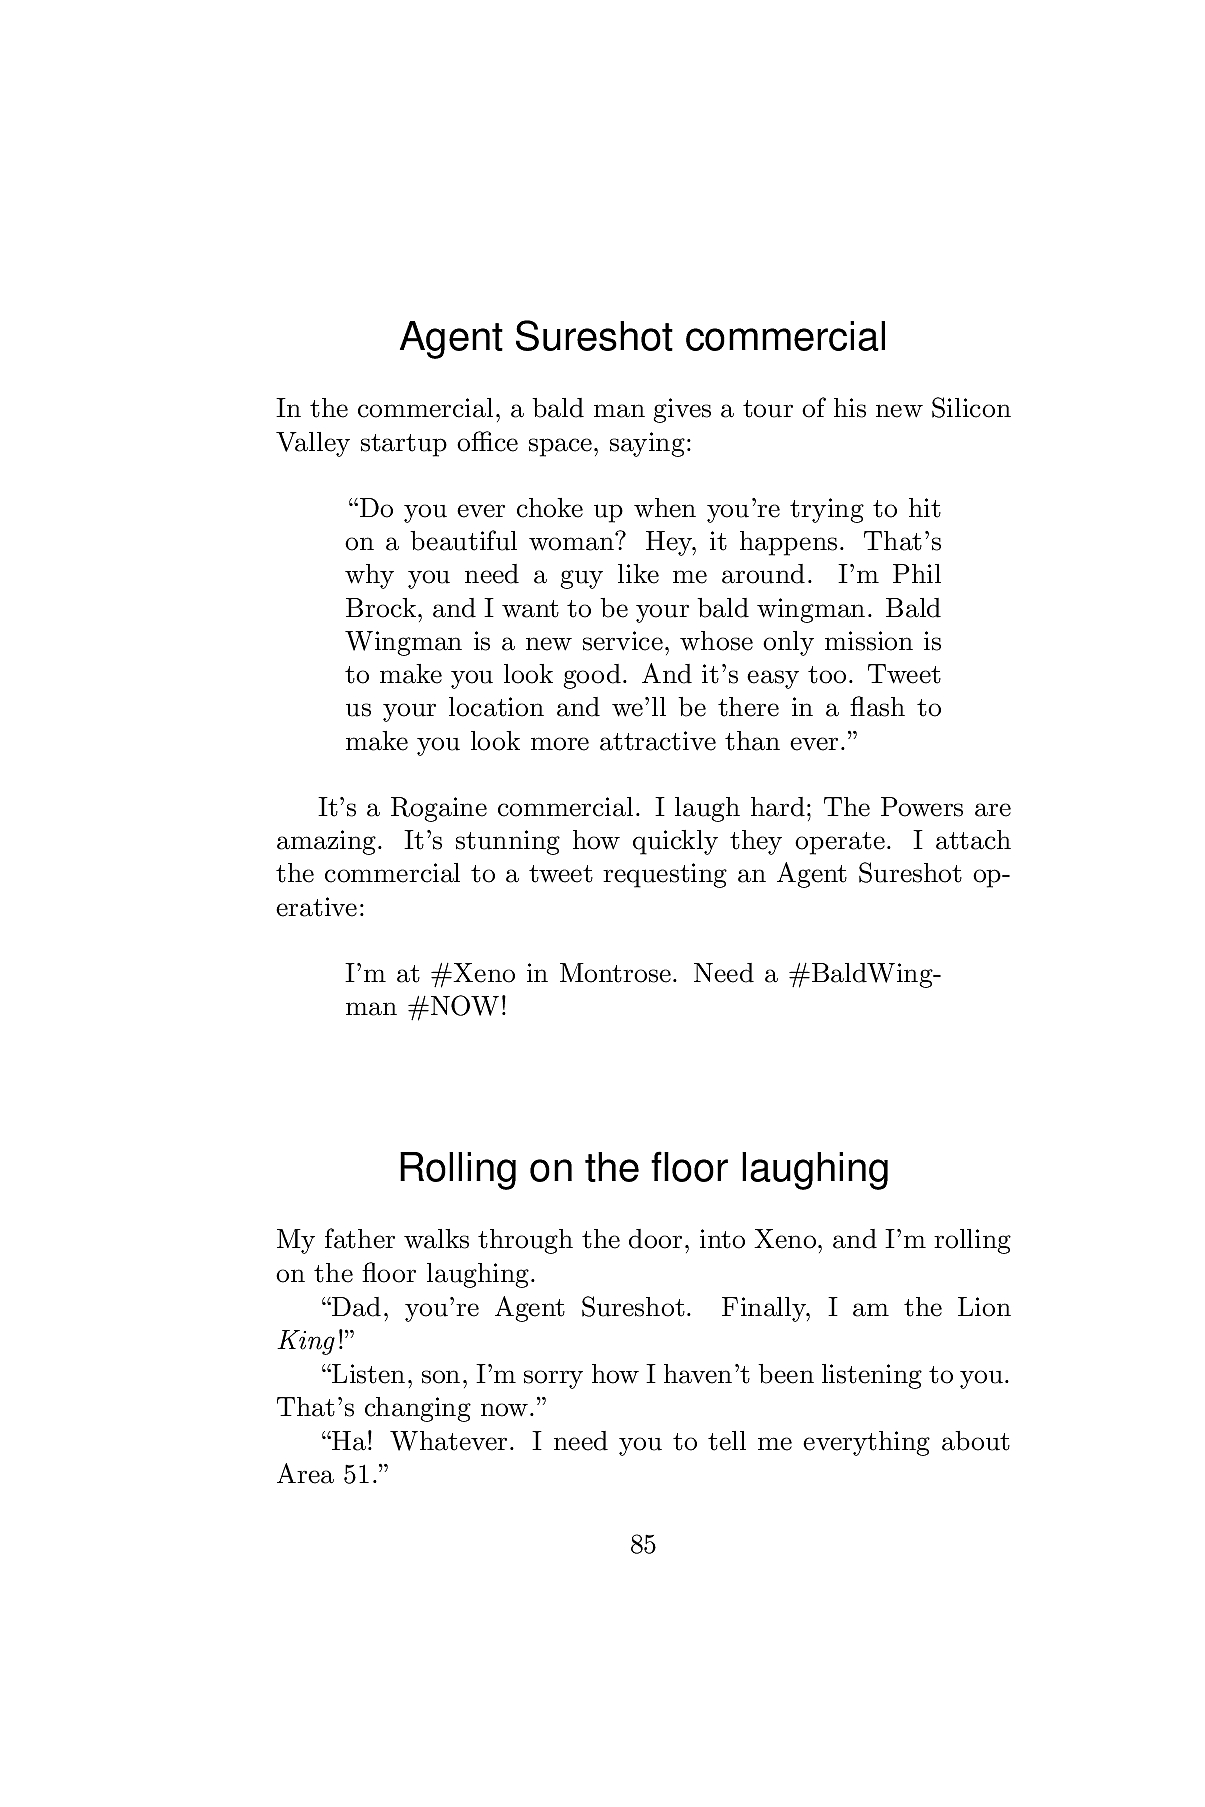 Agent Sureshot commercial
In the commercial, a bald man gives a tour of his new Silicon
Valley startup office space, saying:
“Do you ever choke up when you’re trying to hit
on a beautiful woman? Hey, it happens. That’s
why you need a guy like me around. I’m Phil
Brock, and I want to be your bald wingman. Bald
Wingman is a new service, whose only mission is
to make you look good. And it’s easy too. Tweet
us your location and we’ll be there in a flash to
make you look more attractive than ever.”
It’s a Rogaine commercial. I laugh hard; The Powers are
amazing. It’s stunning how quickly they operate. I attach
the commercial to a tweet requesting an Agent Sureshot op-
erative:
I’m at #Xeno in Montrose. Need a #BaldWing-
man #NOW!
Rolling on the floor laughing
My father walks through the door, into Xeno, and I’m rolling
on the floor laughing.
“Dad, you’re Agent Sureshot. Finally, I am the Lion
King!”
“Listen, son, I’m sorry how I haven’t been listening to you.
That’s changing now.”
“Ha! Whatever. I need you to tell me everything about
Area 51.”
85